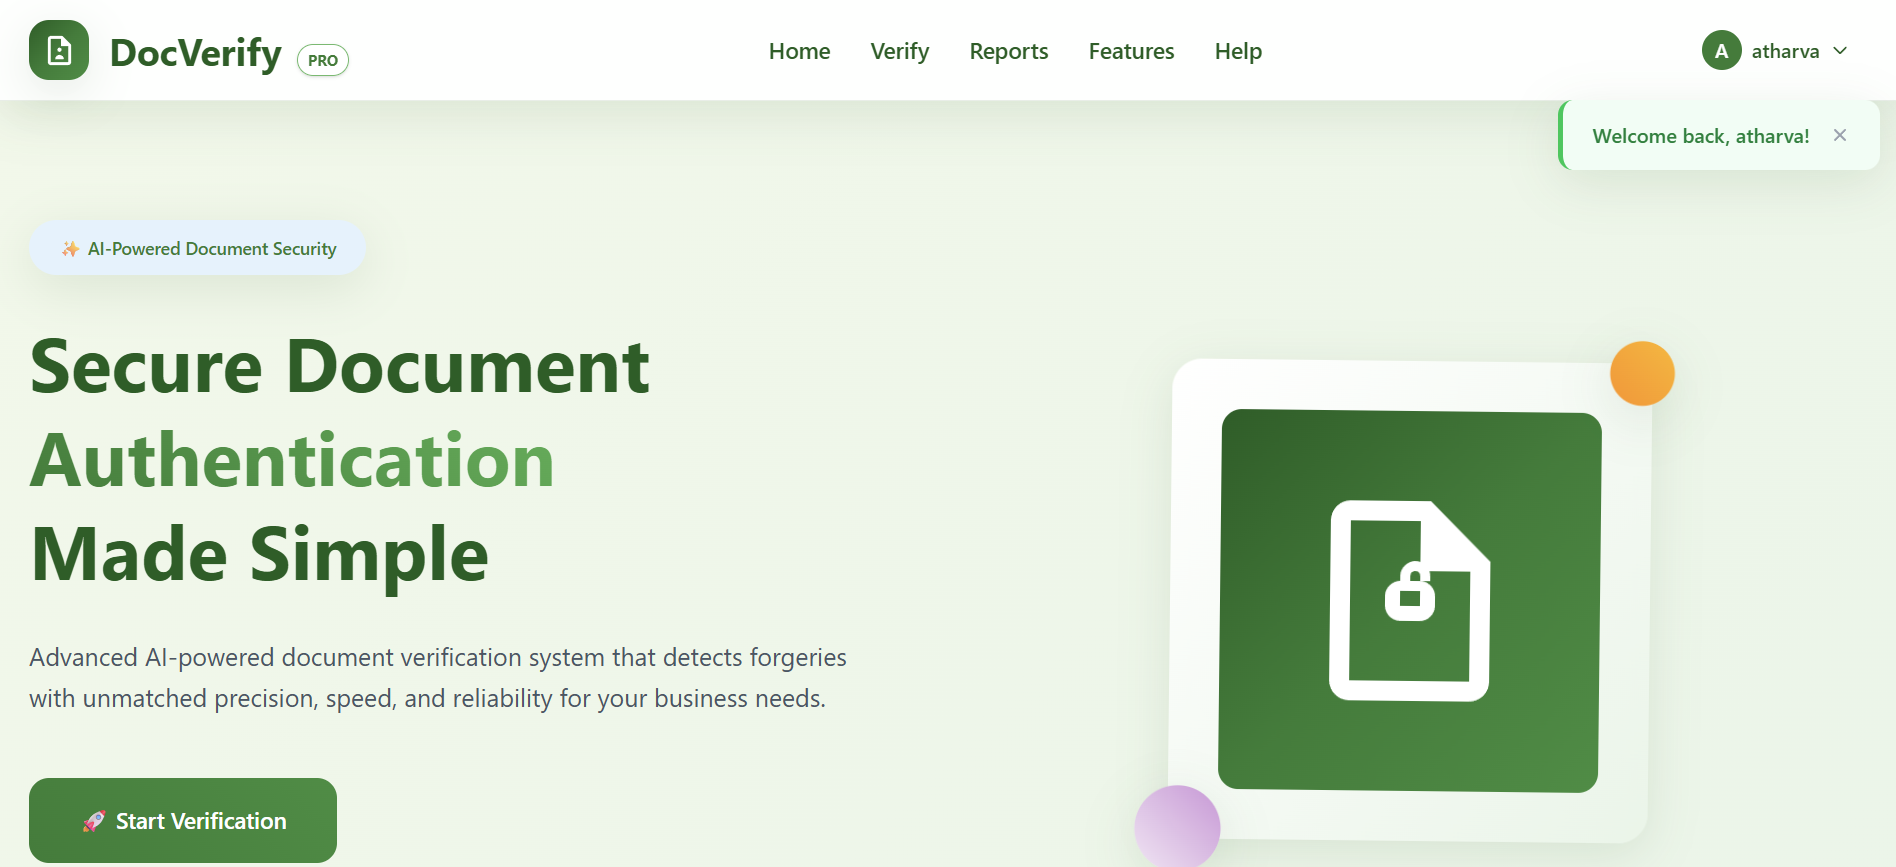 DocVerify PRO
Home Verify Reports Features Help
A atharva
Welcome back, atharva! ×
✨ AI-Powered Document Security
Secure Document
Authentication
Made Simple
Advanced AI-powered document verification system that detects forgeries
with unmatched precision, speed, and reliability for your business needs.
🚀 Start Verification